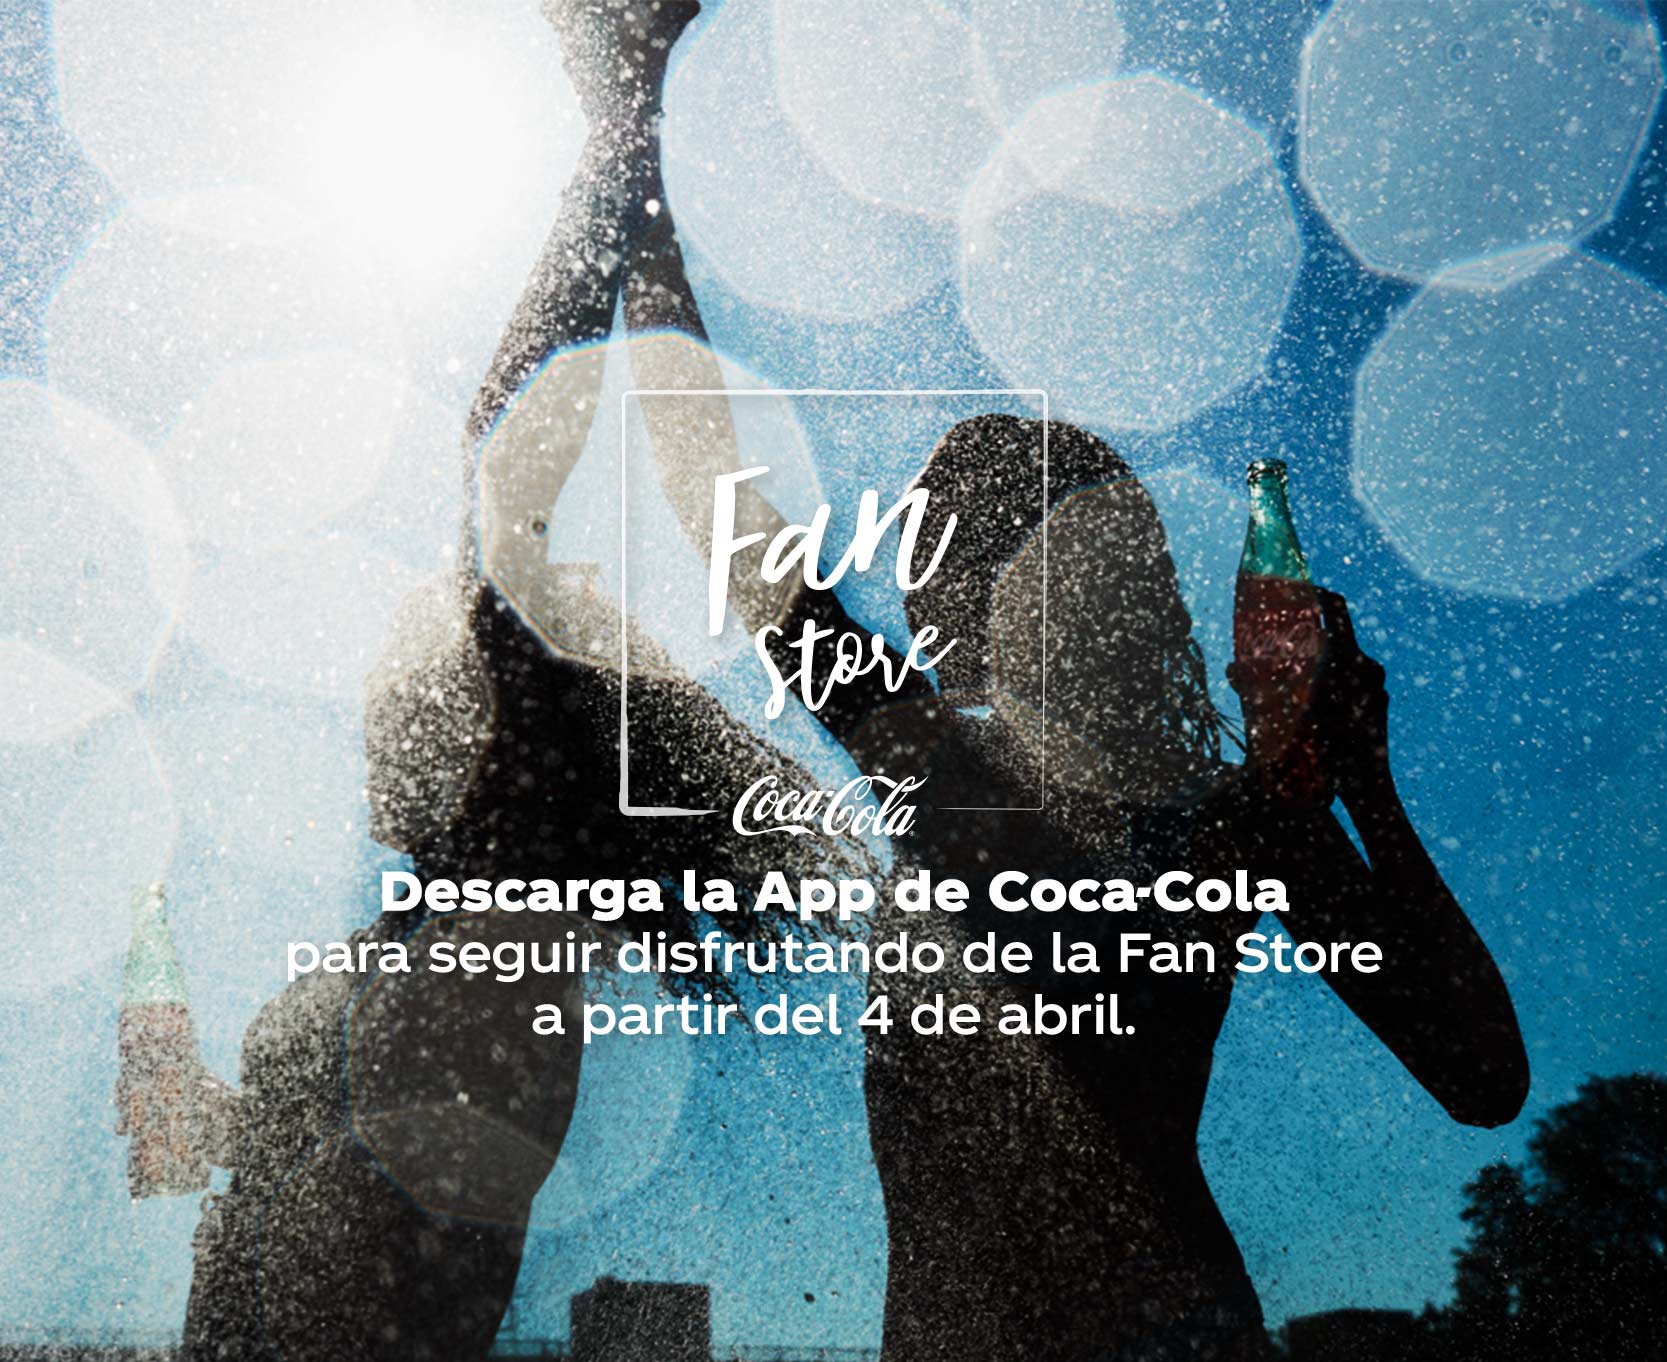 Fan
Store
Coca-Cola
Descarga la App de Coca-Cola
para seguir disfrutando de la Fan Store
a partir del 4 de abril.